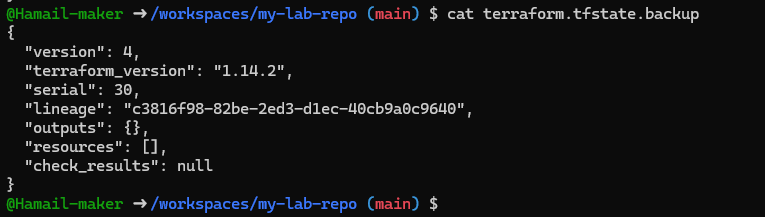 @Hamail-maker ➜ /workspaces/my-lab-repo (main) $ cat terraform.tfstate.backup
{
  "version": 4,
  "terraform_version": "1.14.2",
  "serial": 30,
  "lineage": "c3816f98-82be-2ed3-d1ec-40cb9a0c9640",
  "outputs": {},
  "resources": [],
  "check_results": null
}
@Hamail-maker ➜ /workspaces/my-lab-repo (main) $